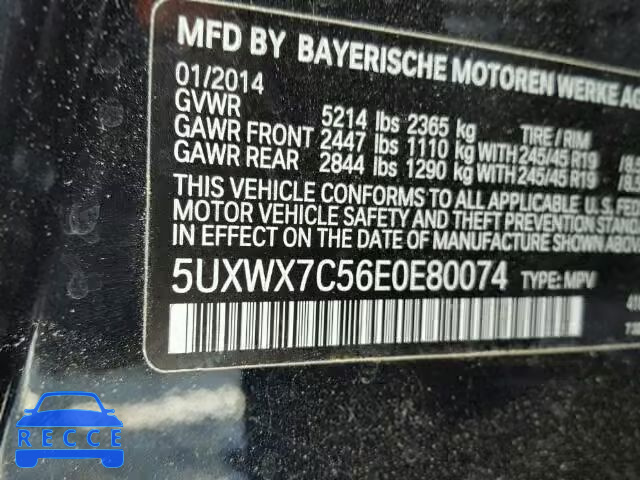 MFD BY BAYERISCHE MOTOREN WERKE AG
01/2014
GVWR 5214 lbs 2365 kg TIRE / RIM
GAWR FRONT 2447 lbs 1110 kg WITH 245/45 R19
GAWR REAR 2844 lbs 1290 kg WITH 245/45 R19
THIS VEHICLE CONFORMS TO ALL APPLICABLE U.S.
MOTOR VEHICLE SAFETY AND THEFT PREVENTION
IN EFFECT ON THE DATE OF MANUFACTURE SHOWN ABOVE
5UXWX7C56E0E80074 TYPE: MPV
RECCE